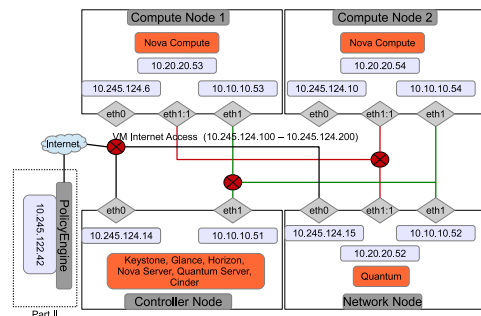 Compute Node 1
Compute Node 2
Nova Compute
Nova Compute
10.20.20.53
10.20.20.54
10.245.124.6
10.10.10.53
10.245.124.10
10.10.10.54
eth0
eth1:1
eth1
eth0
eth1:1
eth1
VM Internet Access (10.245.124.100 – 10.245.124.200)
Internet
PolicyEngine
10.245.122.42
Part II
eth0
eth1
eth0
eth1:1
eth1
10.245.124.14
10.10.10.51
10.245.124.15
10.10.10.52
10.20.20.52
Keystone, Glance, Horizon,
Nova Server, Quantum Server,
Cinder
Quantum
Controller Node
Network Node